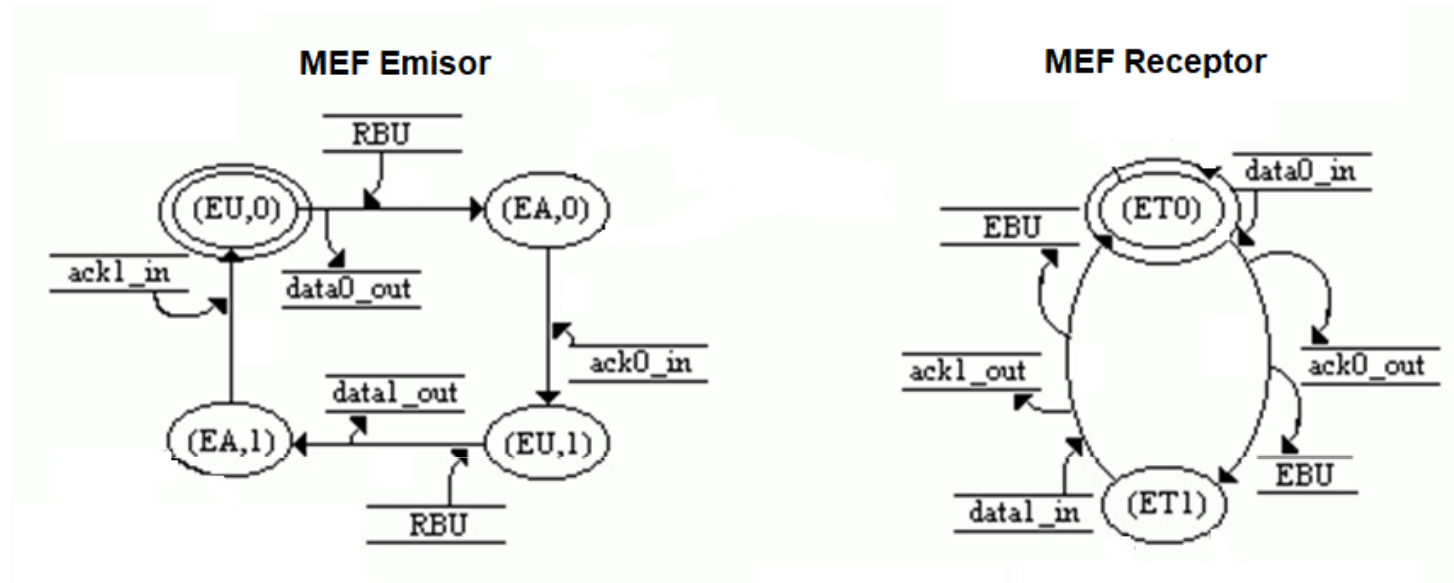 MEF Emisor
RBU
(EU,0)
(EA,0)
ack1_in
data0_out
ack0_in
data1_out
(EA,1)
(EU,1)
RBU
MEF Receptor
data0_in
(ET0)
EBU
ack1_out
ack0_out
EBU
data1_in
(ET1)